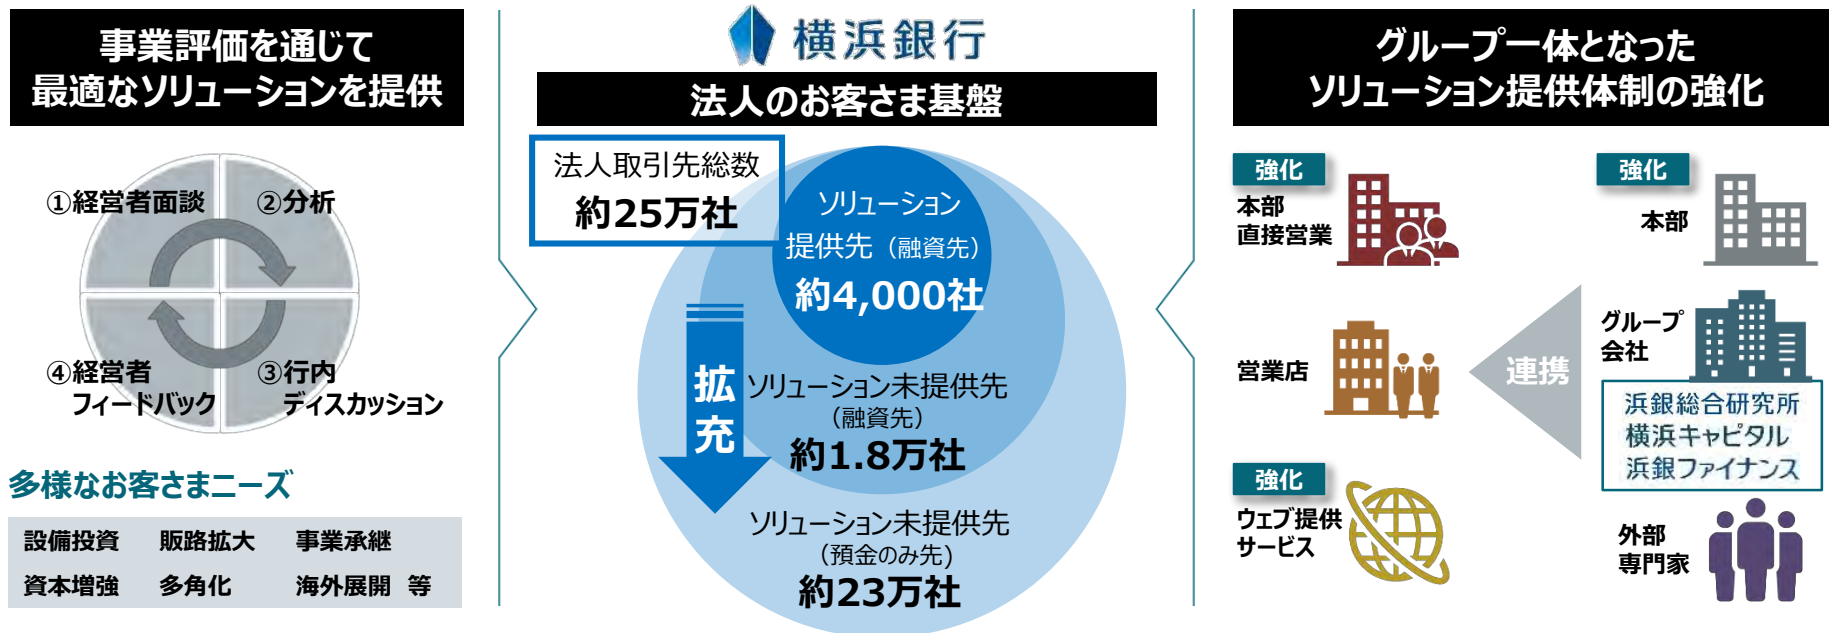 事業評価を通じて
最適なソリューションを提供
①経営者面談
②分析
④経営者
フィードバック
③行内
ディスカッション
多様なお客さまニーズ
設備投資 販路拡大 事業承継
資本増強 多角化 海外展開 等
横浜銀行
法人のお客さま基盤
法人取引先総数
約25万社
ソリューション
提供先（融資先）
約4,000社
拡充
ソリューション未提供先
（融資先）
約1.8万社
ソリューション未提供先
（預金のみ先)
約23万社
グループ一体となった
ソリューション提供体制の強化
強化
本部
直接営業
営業店
強化
ウェブ提供
サービス
連携
強化
本部
グループ
会社
浜銀総合研究所
横浜キャピタル
浜銀ファイナンス
外部
専門家